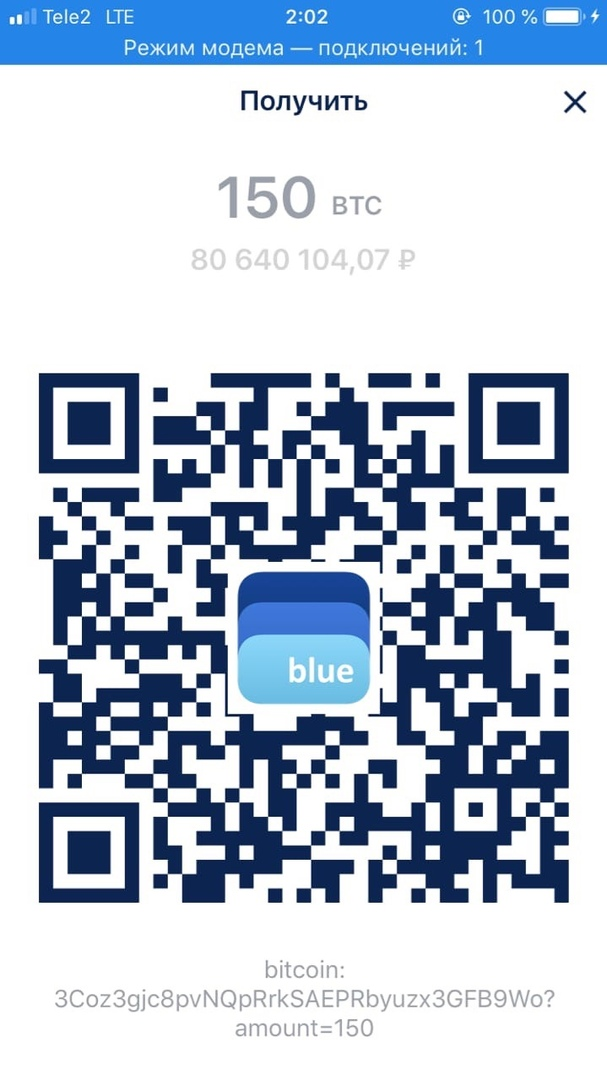 Tele2 LTE 2:02 100 %
Режим модема — подключений: 1
Получить
150 BTC
80 640 104,07 ₽
blue
bitcoin:
3Coz3gjc8pvNQpRrkSAEPRbyuzx3GFB9Wo?
amount=150